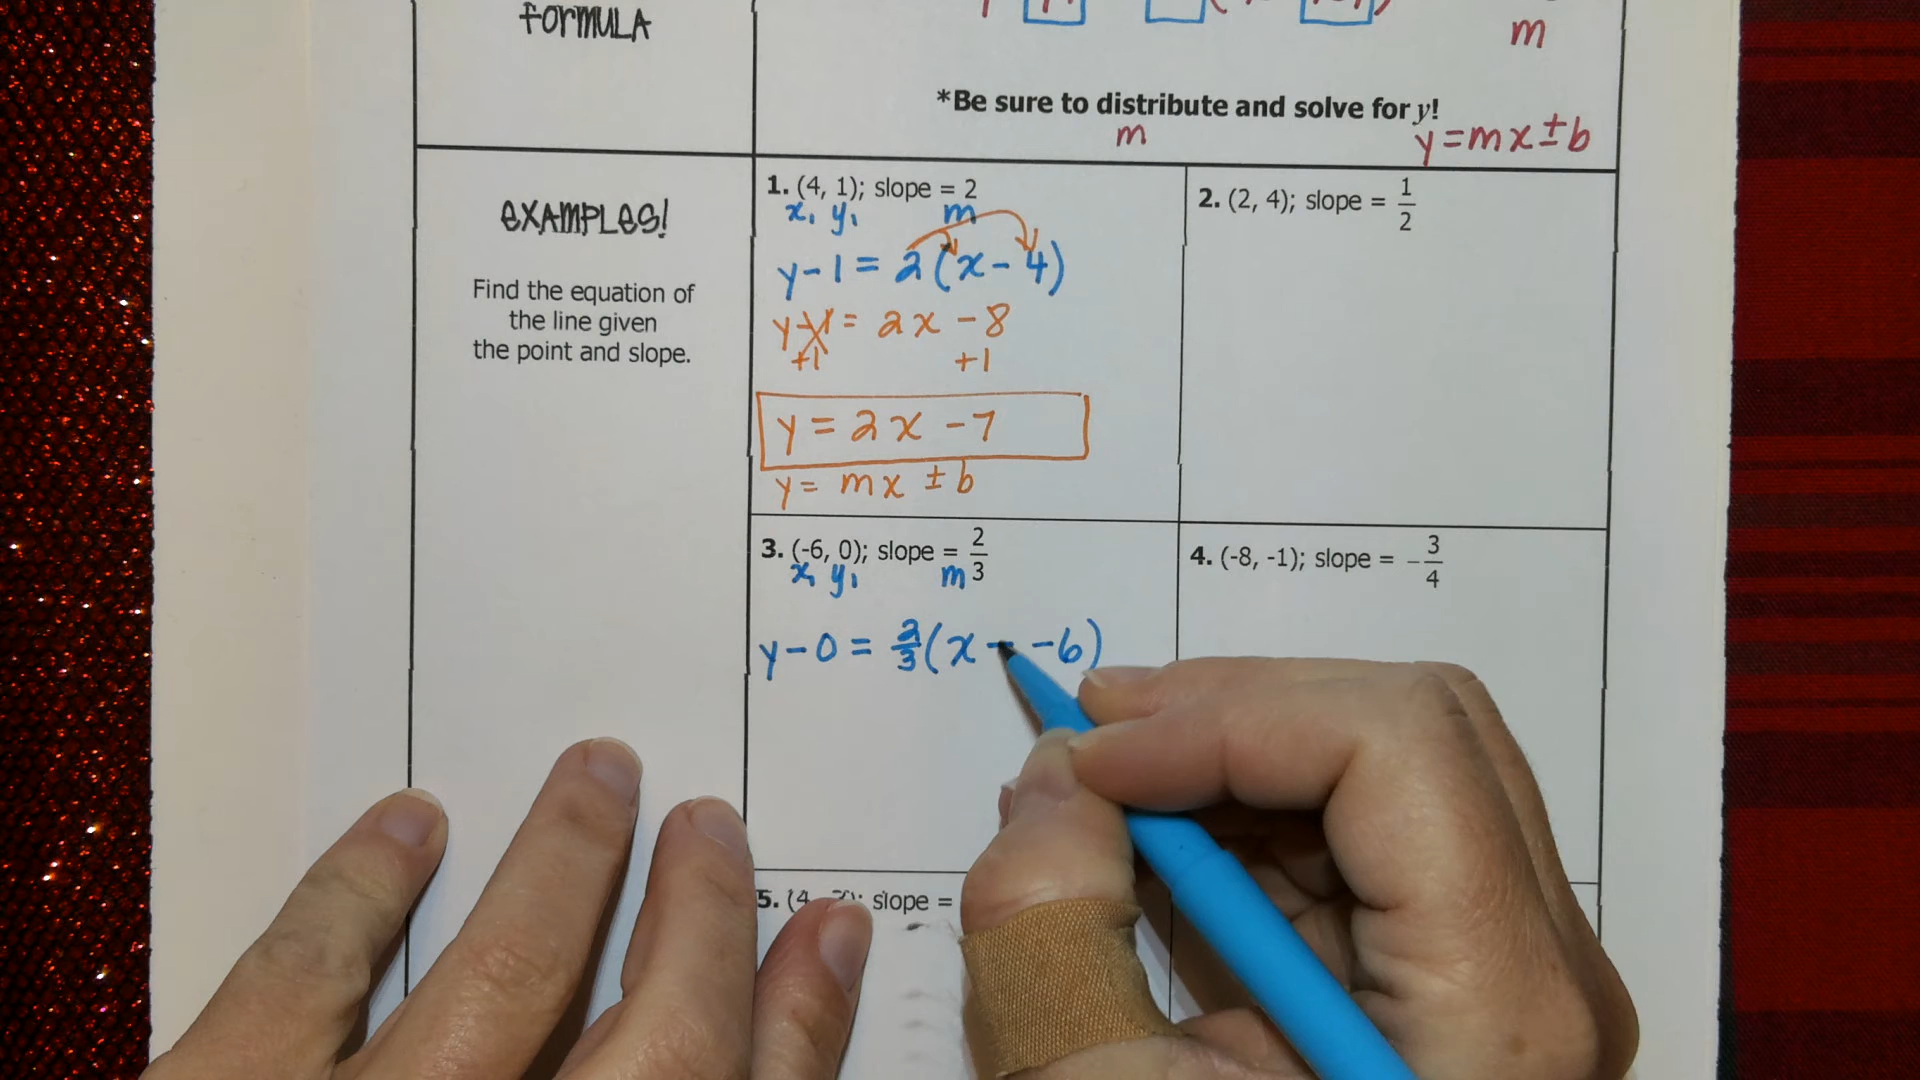 FORMULA
m
*Be sure to distribute and solve for y!
m
y=mx±b
EXAMPLES!
Find the equation of
the line given
the point and slope.
1. (4, 1); slope = 2
x₁ y₁ m
y-1 = 2(x-4)
y-1 = 2x -8
+1 +1
y = 2x -7
y = mx ± b
2. (2, 4); slope = 1/2
3. (-6, 0); slope = 2/3
x₁ y₁ m
y-0 = 2/3(x - -6)
4. (-8, -1); slope = -3/4
5. (4, slope =